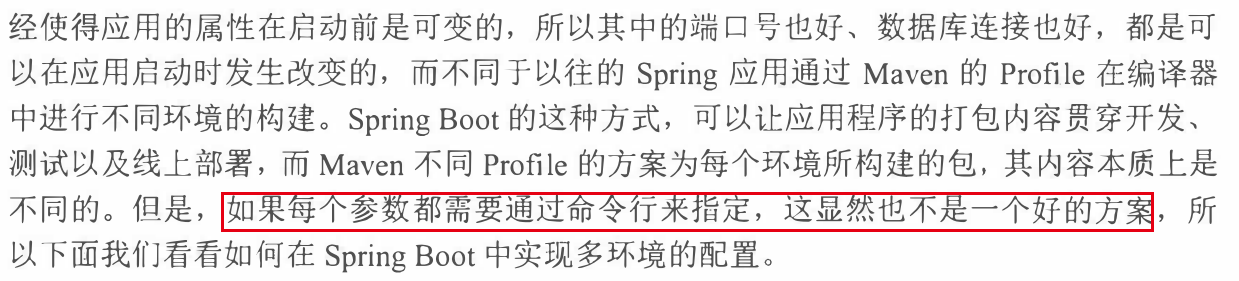 经使得应用的属性在启动前是可变的，所以其中的端口号也好、数据库连接也好，都是可
以在应用启动时发生改变的，而不同于以往的 Spring 应用通过 Maven 的 Profile 在编译器
中进行不同环境的构建。Spring Boot 的这种方式，可以让应用程序的打包内容贯穿开发、
测试以及线上部署，而 Maven 不同 Profile 的方案为每个环境所构建的包，其内容本质上是
不同的。但是，如果每个参数都需要通过命令行来指定，这显然也不是一个好的方案，所
以下面我们看看如何在 Spring Boot 中实现多环境的配置。